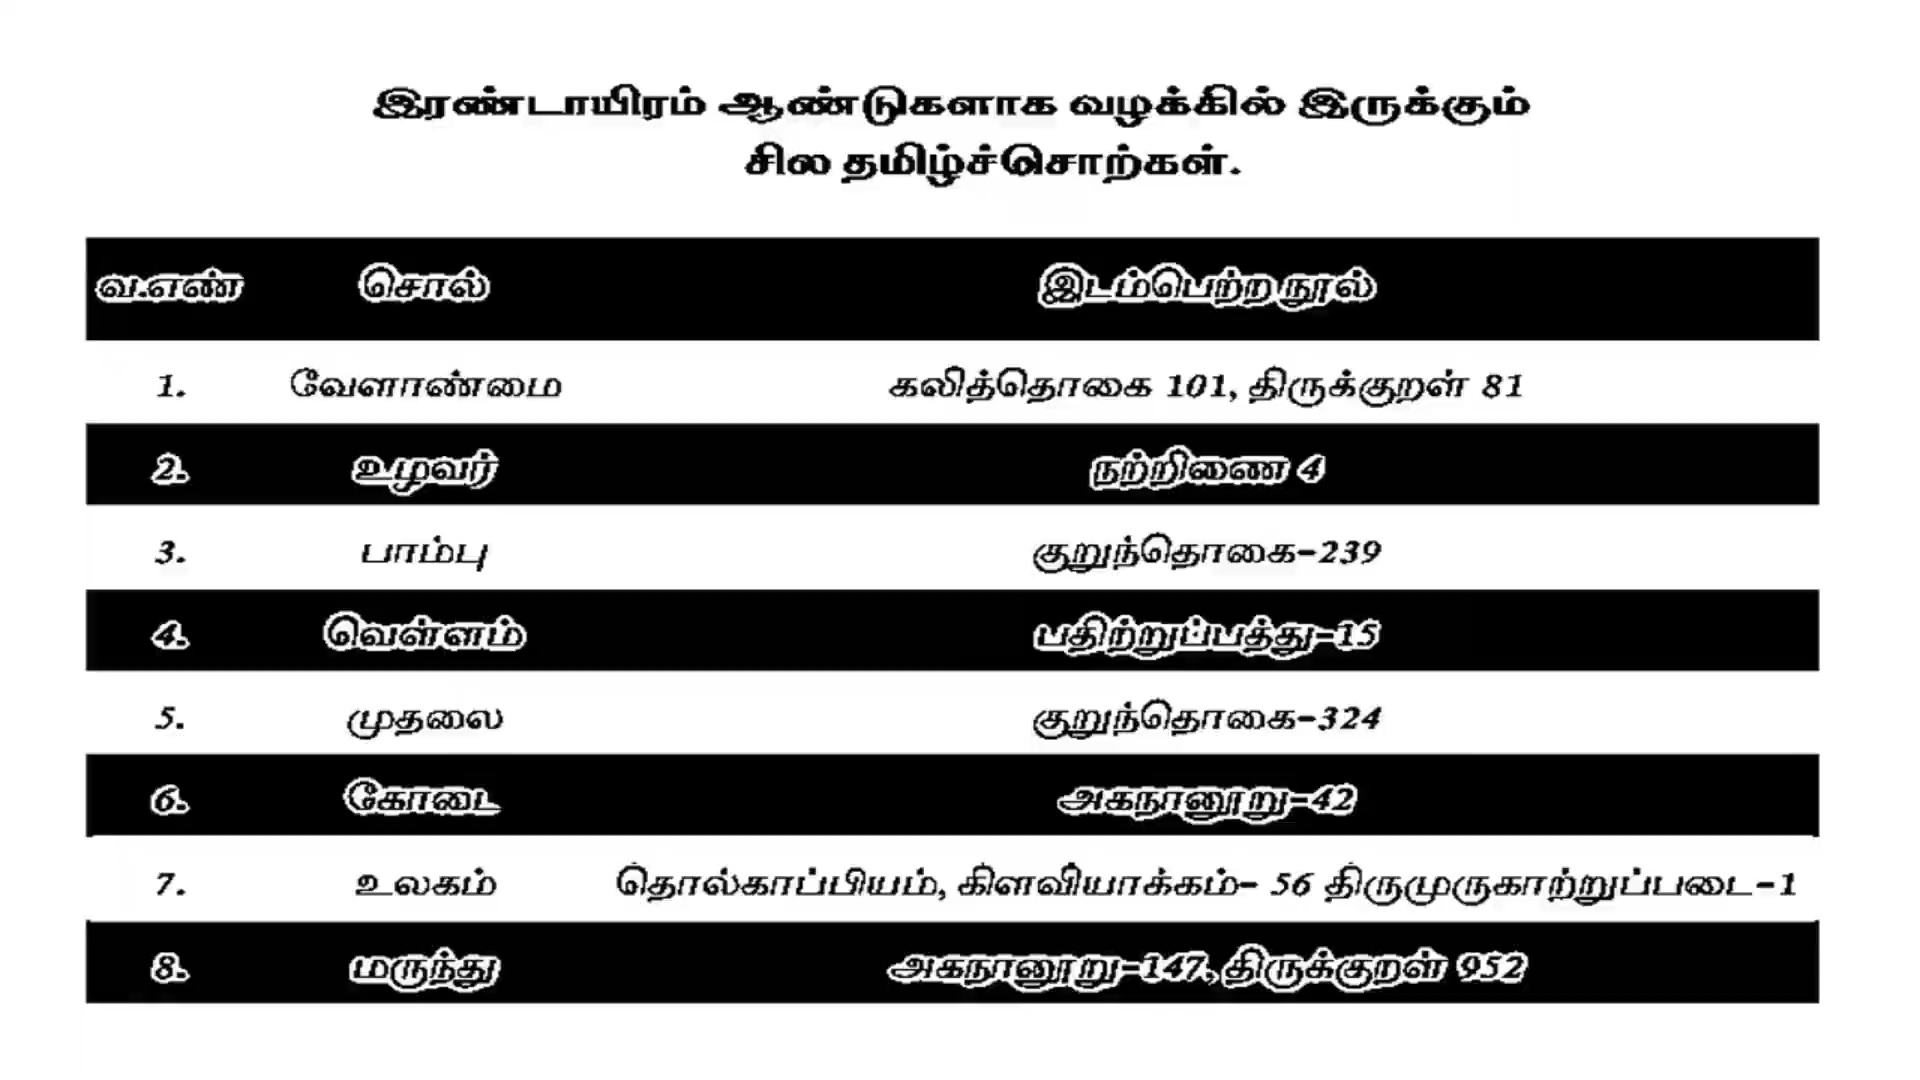 இரண்டாயிரம் ஆண்டுகளாக வழக்கில் இருக்கும்
சில தமிழ்ச்சொற்கள்.
வ.எண் சொல் இடம்பெற்ற நூல்
1. வேளாண்மை கலித்தொகை 101, திருக்குறள் 81
2. உழவர் நற்றிணை 4
3. பாம்பு குறுந்தொகை-239
4. வெள்ளம் பதிற்றுப்பத்து-15
5. முதலை குறுந்தொகை-324
6. கோடை அகநானூறு-42
7. உலகம் தொல்காப்பியம், கிளவியாக்கம்- 56 திருமுருகாற்றுப்படை-1
8. மருந்து அகநானூறு-147, திருக்குறள் 952